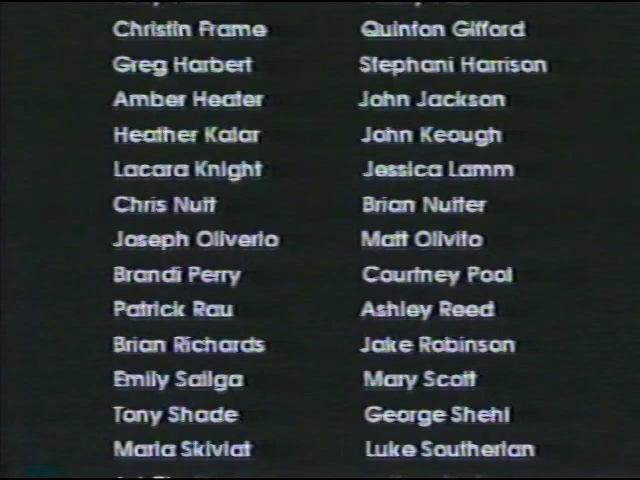 Christin Frame Quinton Gifford
Greg Harbert Stephani Harrison
Amber Heater John Jackson
Heather Kalar John Keough
Lacara Knight Jessica Lamm
Chris Nutt Brian Nutter
Joseph Oliverio Matt Olivito
Brandi Perry Courtney Pool
Patrick Rau Ashley Reed
Brian Richards Jake Robinson
Emily Sailga Mary Scott
Tony Shade George Shehl
Maria Skiviat Luke Southerlan